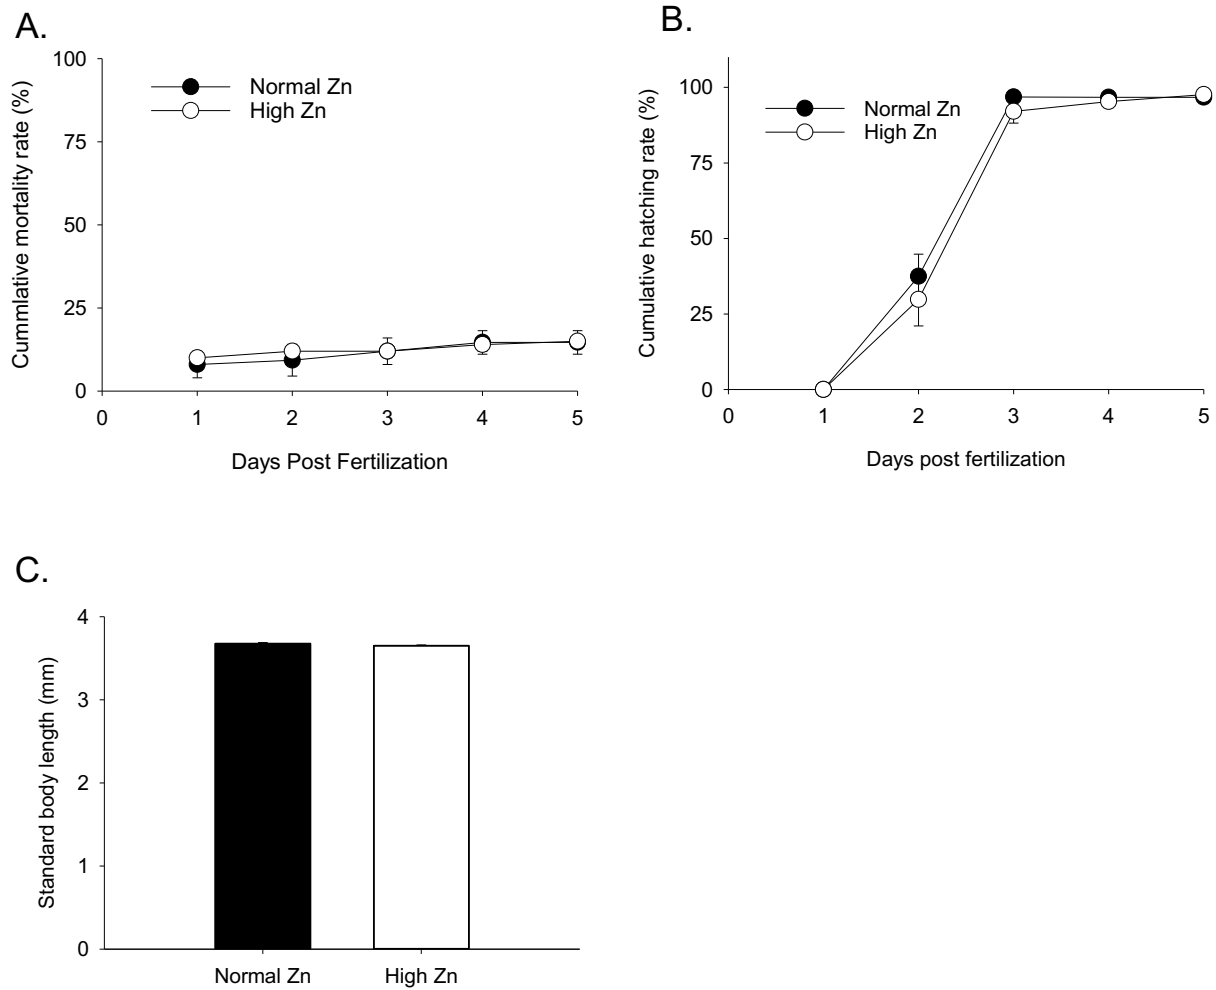 A.
Cummlative mortality rate (%)
100
75
50
25
0
Normal Zn
High Zn
0 1 2 3 4 5
Days Post Fertilization
B.
Cumulative hatching rate (%)
100
75
50
25
0
Normal Zn
High Zn
0 1 2 3 4 5
Days post fertilization
C.
Standard body length (mm)
4
3
2
1
0
Normal Zn High Zn